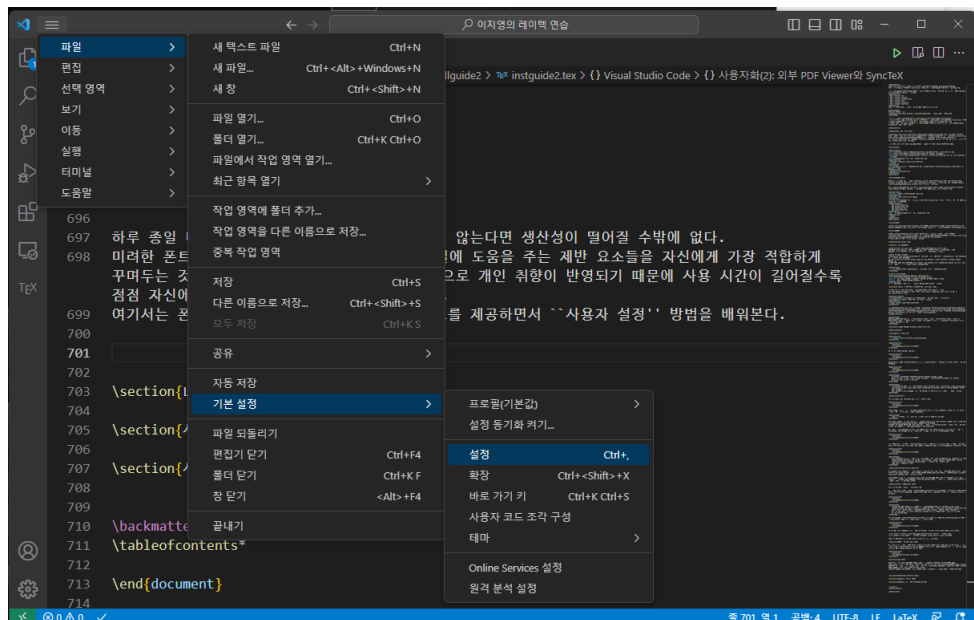 이지영의 레이텍 연습
파일
편집
선택 영역
보기
이동
실행
터미널
도움말
새 텍스트 파일 Ctrl+N
새 파일... Ctrl+<Alt>+Windows+N
새 창 Ctrl+<Shift>+N
파일 열기... Ctrl+O
폴더 열기... Ctrl+K Ctrl+O
파일에서 작업 영역 열기...
최근 항목 열기
작업 영역에 폴더 추가...
작업 영역을 다른 이름으로 저장...
중복 작업 영역
저장 Ctrl+S
다른 이름으로 저장... Ctrl+<Shift>+S
모두 저장 Ctrl+K S
공유
자동 저장
기본 설정
파일 되돌리기
편집기 닫기 Ctrl+F4
폴더 닫기 Ctrl+K F
창 닫기 <Alt>+F4
끝내기
프로필(기본값)
설정 동기화 켜기...
설정 Ctrl+,
확장 Ctrl+<Shift>+X
바로 가기 키 Ctrl+K Ctrl+S
사용자 코드 조각 구성
테마
Online Services 설정
원격 분석 설정
llguide2 > TEX instguide2.tex > {} Visual Studio Code > {} 사용자화(2): 외부 PDF Viewer와 SyncTeX
696
697 하루 종일 않는다면 생산성이 떨어질 수밖에 없다.
698 미려한 폰트 에 도움을 주는 제반 요소들을 자신에게 가장 적합하게
꾸며두는 것 으로 개인 취향이 반영되기 때문에 사용 시간이 길어질수록
점점 자신에
699 여기서는 폰 를 제공하면서 ``사용자 설정'' 방법을 배워본다.
700
701
702
703 \section{
704
705 \section{
706
707 \section{
708
709
710 \backmatte
711 \tableofcontents*
712
713 \end{document}
714
TEX
1
0 0 줄 701, 열 1 공백: 4 UTF-8 LF LaTeX